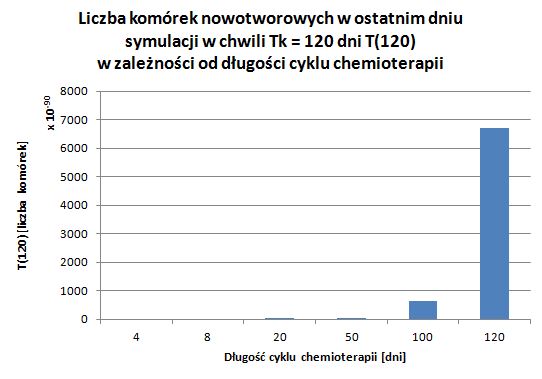 Liczba komórek nowotworowych w ostatnim dniu
symulacji w chwili Tk = 120 dni T(120)
w zależności od długości cyklu chemioterapii
x 10⁻⁹⁰
T(120) [liczba komórek]
8000
7000
6000
5000
4000
3000
2000
1000
0
4 8 20 50 100 120
Długość cyklu chemioterapii [dni]